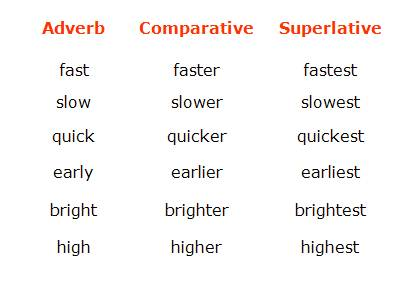 Adverb Comparative Superlative
fast faster fastest
slow slower slowest
quick quicker quickest
early earlier earliest
bright brighter brightest
high higher highest